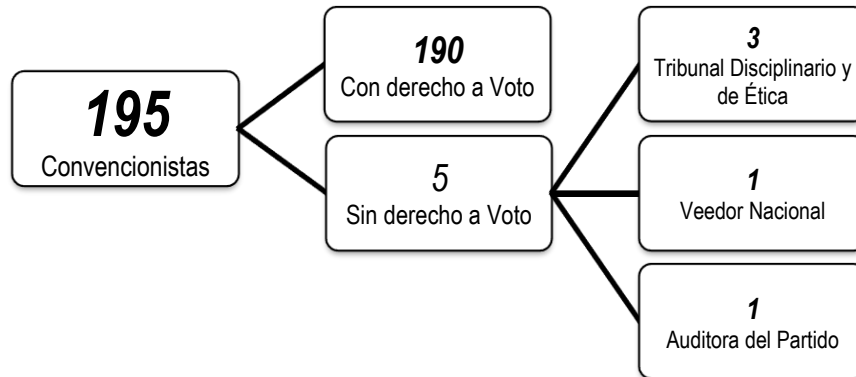 195
Convencionistas
190
Con derecho a Voto
5
Sin derecho a Voto
3
Tribunal Disciplinario y
de Ética
1
Veedor Nacional
1
Auditora del Partido